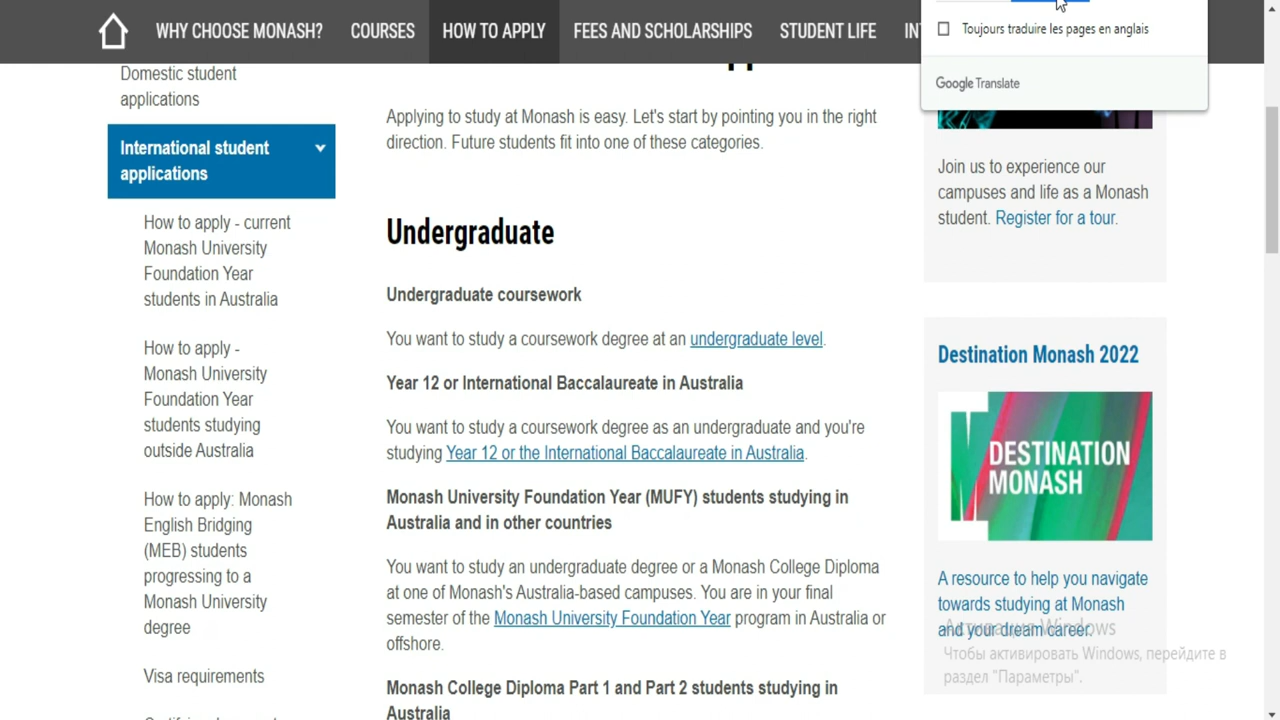 WHY CHOOSE MONASH? COURSES HOW TO APPLY FEES AND SCHOLARSHIPS STUDENT LIFE
Toujours traduire les pages en anglais
Google Translate
Domestic student
applications
International student
applications
How to apply - current
Monash University
Foundation Year
students in Australia
How to apply -
Monash University
Foundation Year
students studying
outside Australia
How to apply: Monash
English Bridging
(MEB) students
progressing to a
Monash University
degree
Visa requirements
Applying to study at Monash is easy. Let's start by pointing you in the right
direction. Future students fit into one of these categories.
Undergraduate
Undergraduate coursework
You want to study a coursework degree at an undergraduate level.
Year 12 or International Baccalaureate in Australia
You want to study a coursework degree as an undergraduate and you're
studying Year 12 or the International Baccalaureate in Australia.
Monash University Foundation Year (MUFY) students studying in
Australia and in other countries
You want to study an undergraduate degree or a Monash College Diploma
at one of Monash's Australia-based campuses. You are in your final
semester of the Monash University Foundation Year program in Australia or
offshore.
Monash College Diploma Part 1 and Part 2 students studying in
Australia
Join us to experience our
campuses and life as a Monash
student. Register for a tour.
Destination Monash 2022
DESTINATION
MONASH
A resource to help you navigate
towards studying at Monash
and your dream career.
Активация Windows
Чтобы активировать Windows, перейдите в
раздел "Параметры".